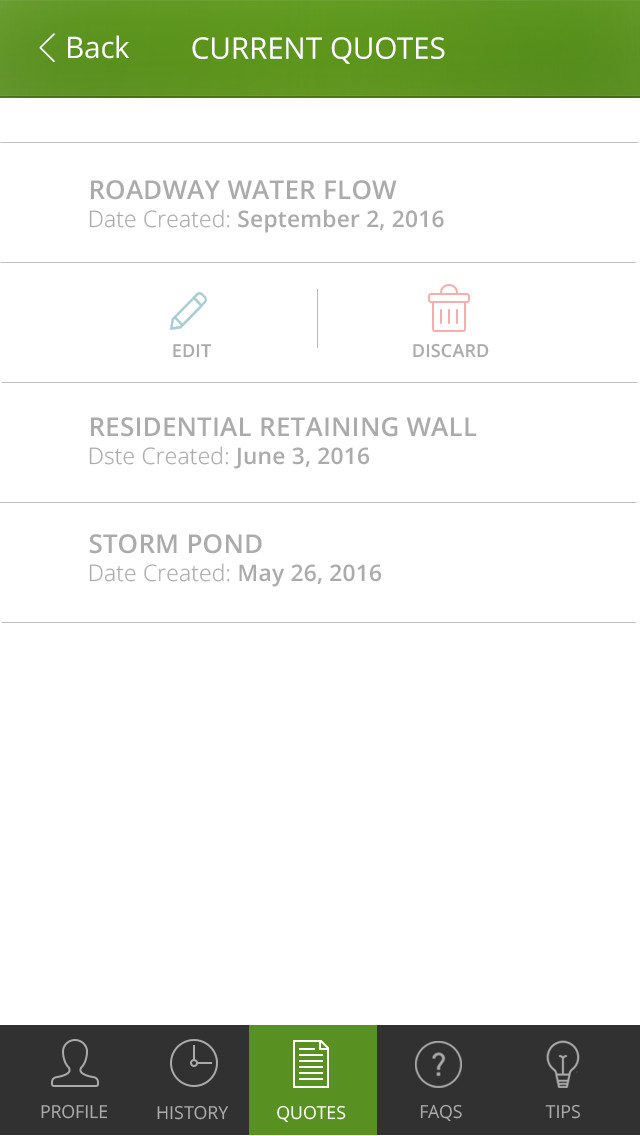 Back
CURRENT QUOTES
ROADWAY WATER FLOW
Date Created: September 2, 2016
EDIT
DISCARD
RESIDENTIAL RETAINING WALL
Dste Created: June 3, 2016
STORM POND
Date Created: May 26, 2016
PROFILE
HISTORY
QUOTES
?
FAQS
TIPS